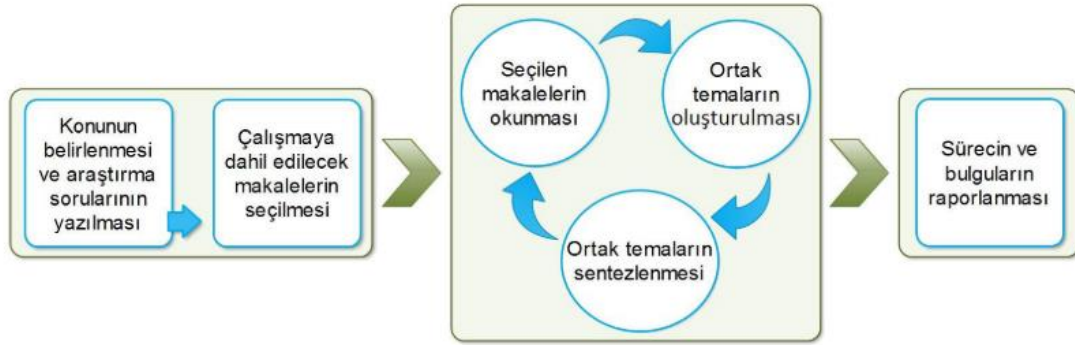 Konunun
belirlenmesi
ve araştırma
sorularının
yazılması
Çalışmaya
dahil edilecek
makalelerin
seçilmesi
Seçilen
makalelerin
okunması
Ortak
temaların
oluşturulması
Ortak temaların
sentezlenmesi
Sürecin ve
bulguların
raporlanması